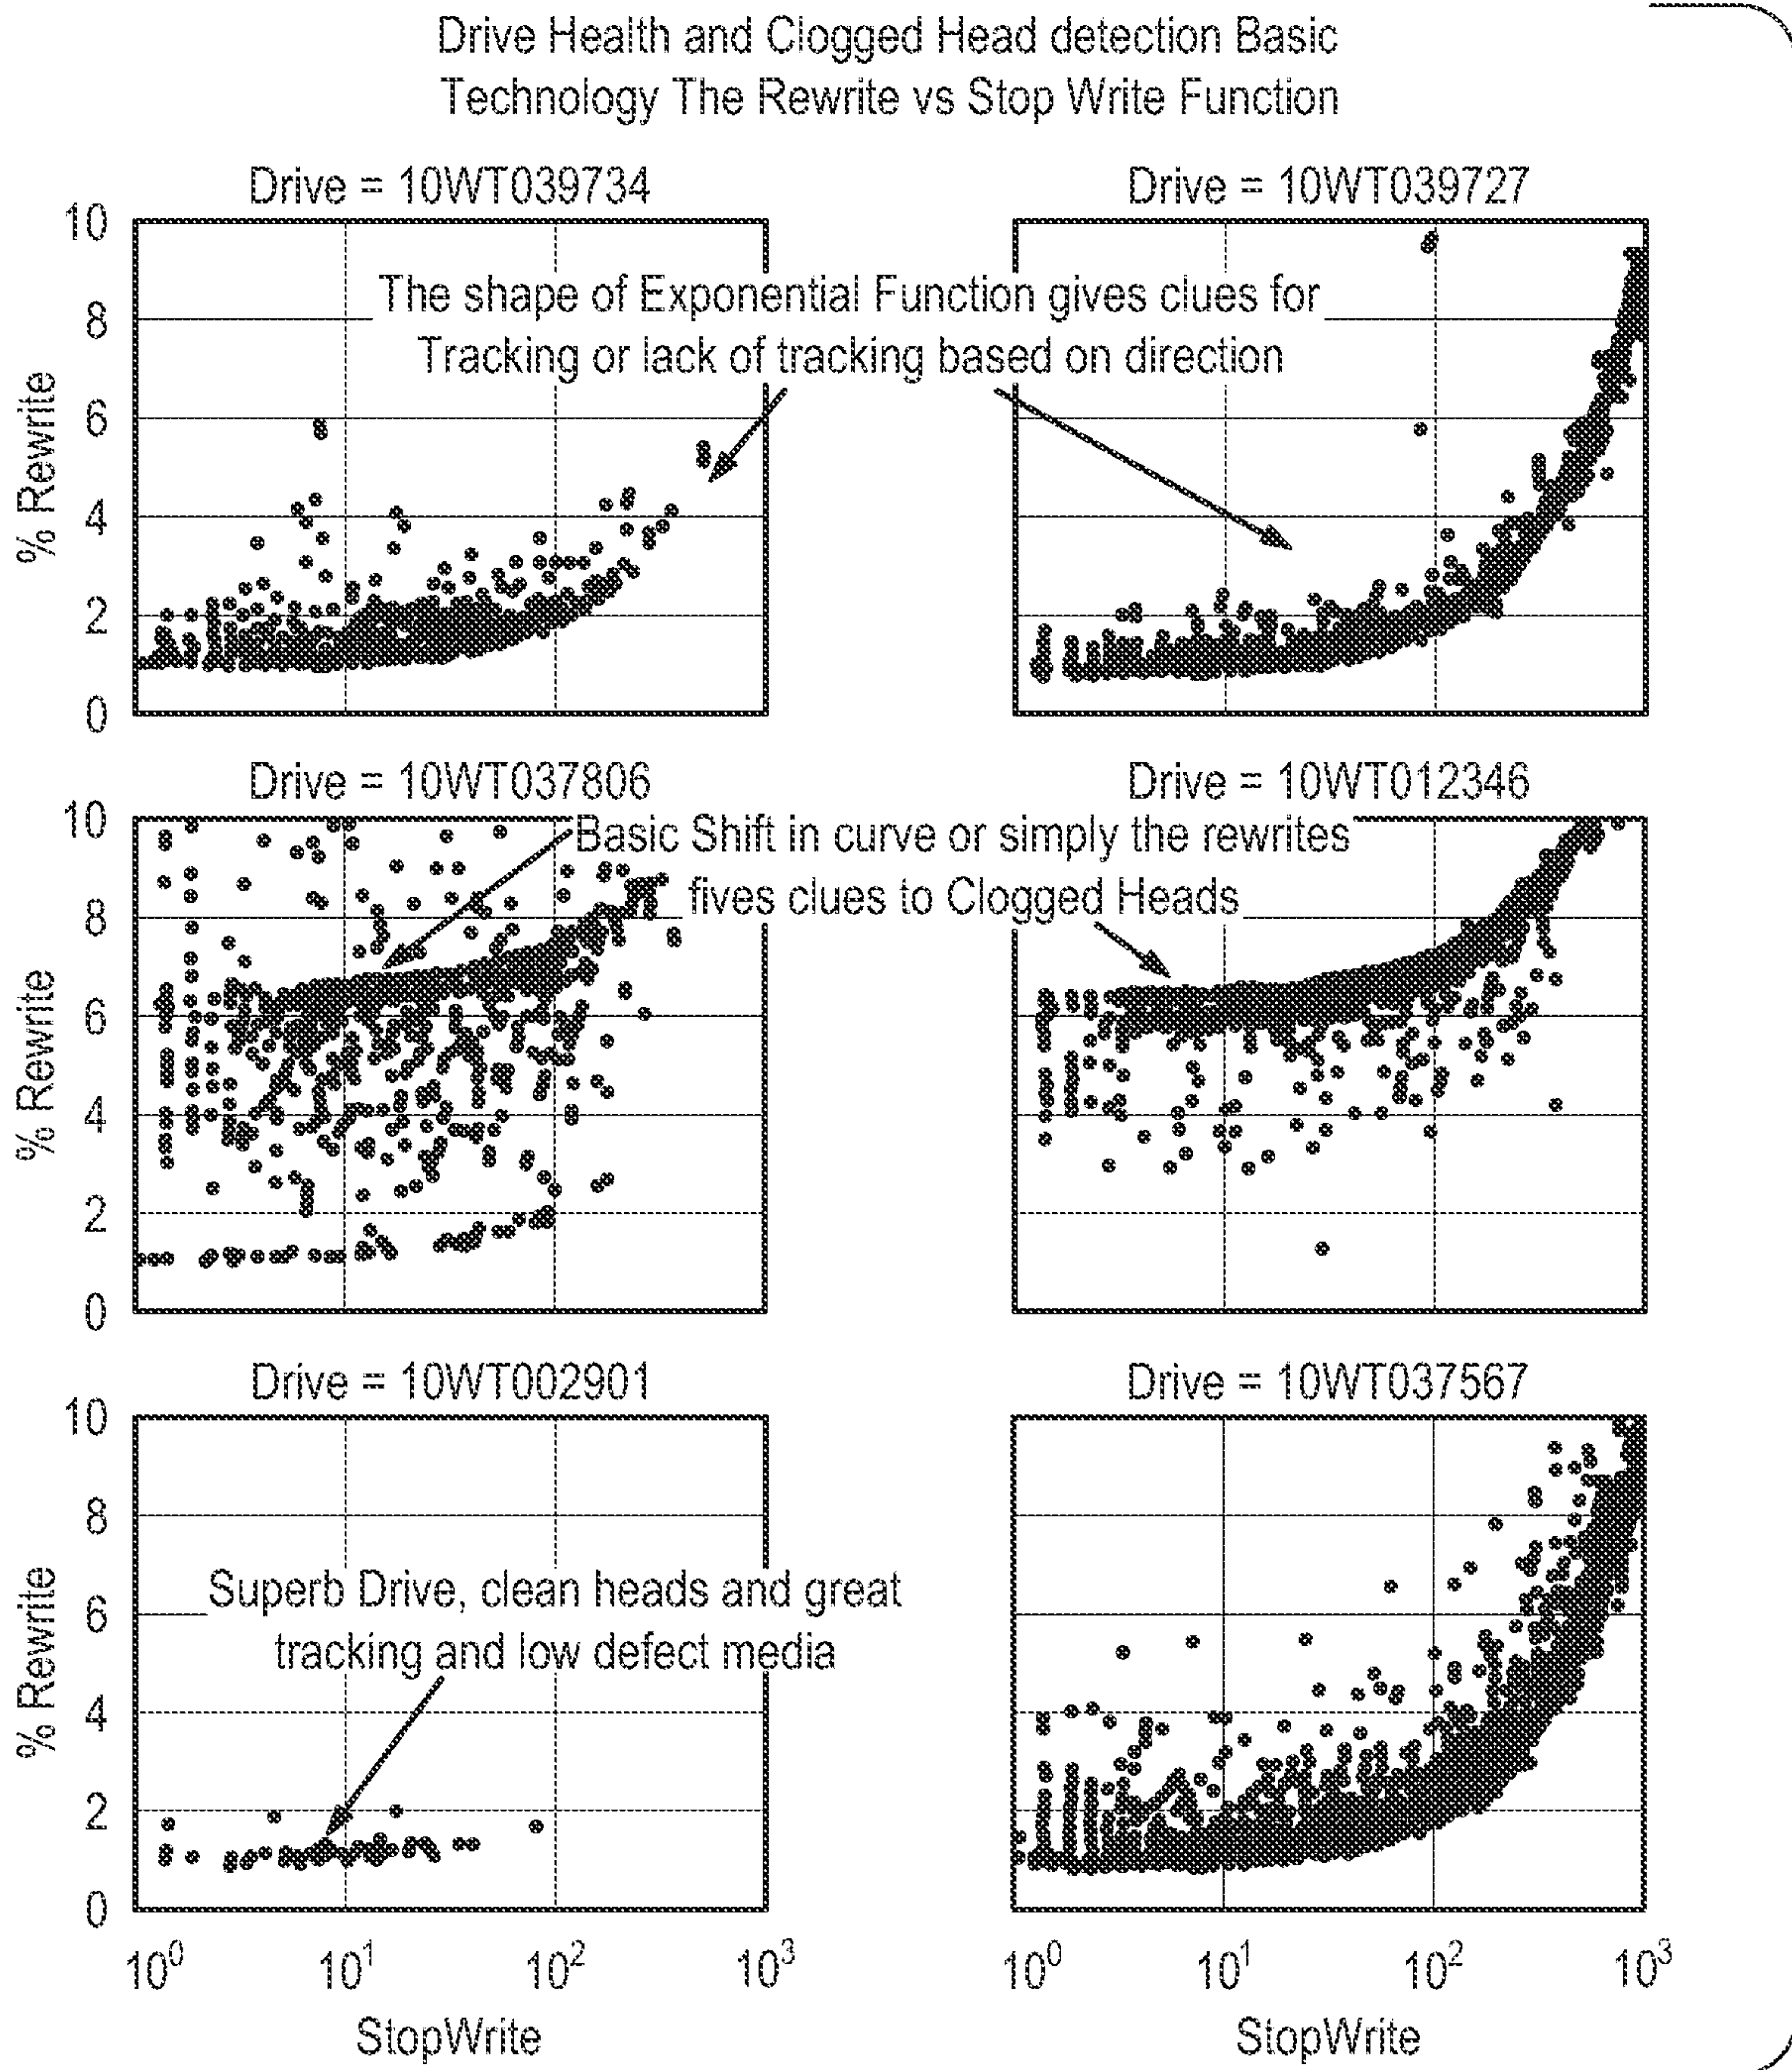 Drive Health and Clogged Head detection Basic
Technology The Rewrite vs Stop Write Function
Drive = 10WT039734
Drive = 10WT039727
10
8
6
4
2
0
% Rewrite
The shape of Exponential Function gives clues for
Tracking or lack of tracking based on direction
Drive = 10WT037806
Drive = 10WT012346
10
8
6
4
2
0
% Rewrite
Basic Shift in curve or simply the rewrites
fives clues to Clogged Heads
Drive = 10WT002901
Drive = 10WT037567
10
8
6
4
2
0
% Rewrite
Superb Drive, clean heads and great
tracking and low defect media
10⁰ 10¹ 10² 10³
10⁰ 10¹ 10² 10³
StopWrite
StopWrite